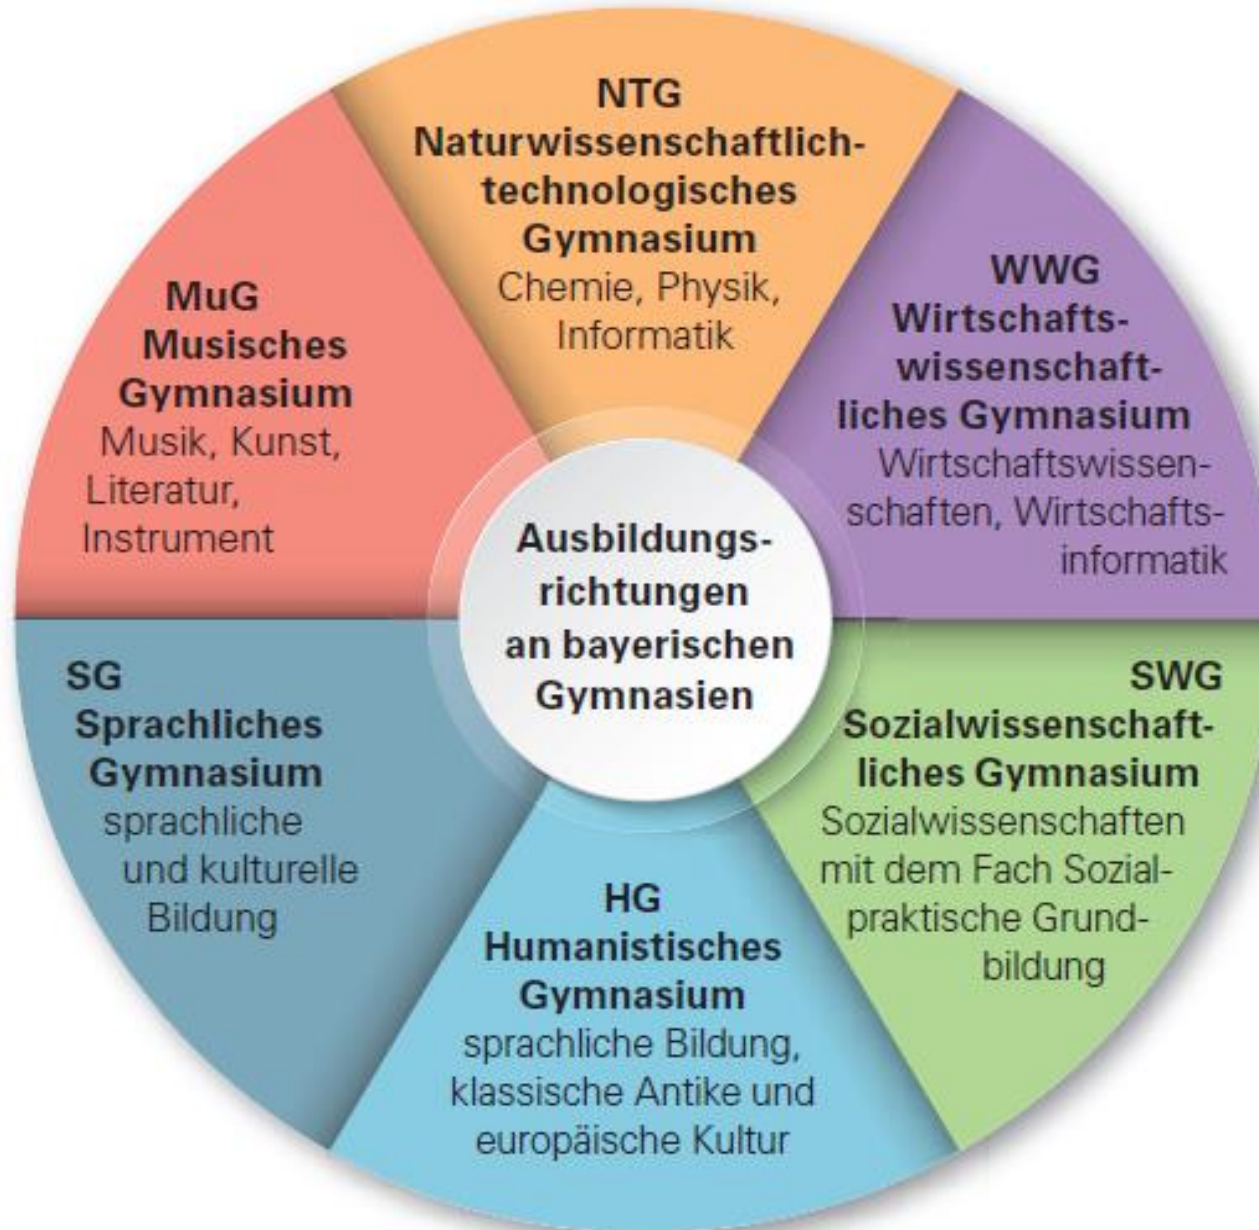 NTG
Naturwissenschaftlich-
technologisches
Gymnasium
Chemie, Physik,
Informatik
WWG
Wirtschafts-
wissenschaft-
liches Gymnasium
Wirtschaftswissen-
schaften, Wirtschafts-
informatik
SWG
Sozialwissenschaft-
liches Gymnasium
Sozialwissenschaften
mit dem Fach Sozial-
praktische Grund-
bildung
HG
Humanistisches
Gymnasium
sprachliche Bildung,
klassische Antike und
europäische Kultur
SG
Sprachliches
Gymnasium
sprachliche
und kulturelle
Bildung
MuG
Musisches
Gymnasium
Musik, Kunst,
Literatur,
Instrument
Ausbildungs-
richtungen
an bayerischen
Gymnasien